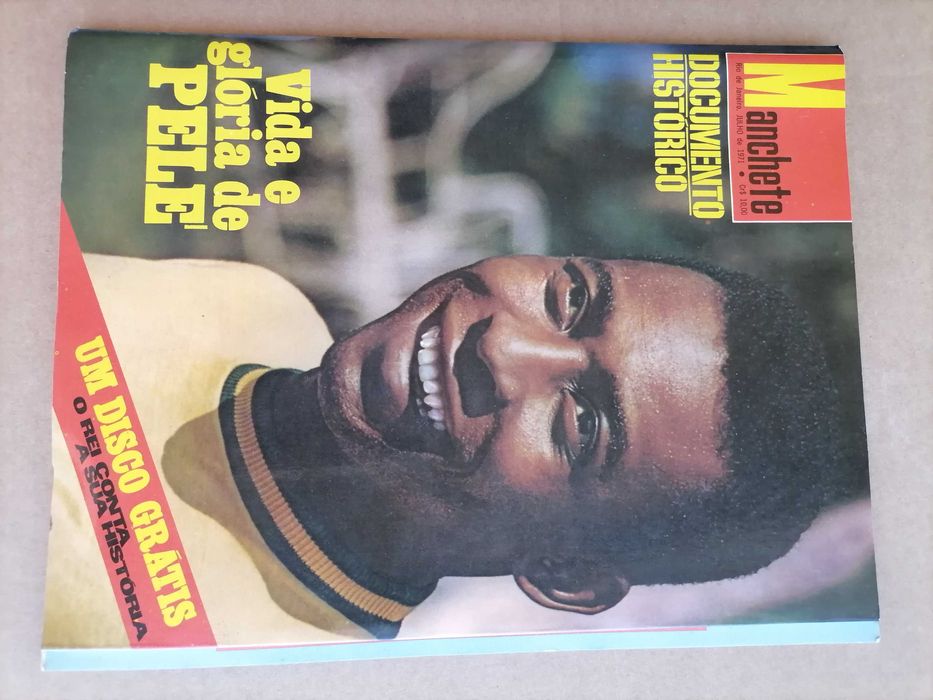 Manchete
Rio de Janeiro, JULHO de 1971 • Cr$ 10,00
DOCUMENTO
HISTÓRICO
Vida e
glória de
PELÉ
UM DISCO GRÁTIS
O REI CONTA
A SUA HISTÓRIA